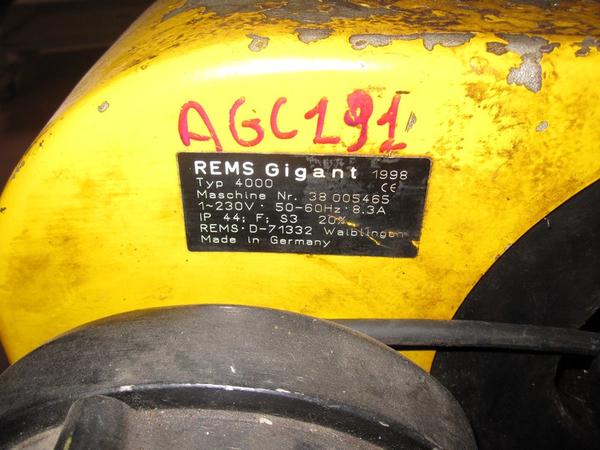 AGC191
REMS Gigant 1998
Typ 4000 CE
Maschine Nr. 38 005465
1~230V · 50-60Hz · 8.3A
IP 44; F; S3 20%
REMS · D-71332 Waiblingen
Made in Germany